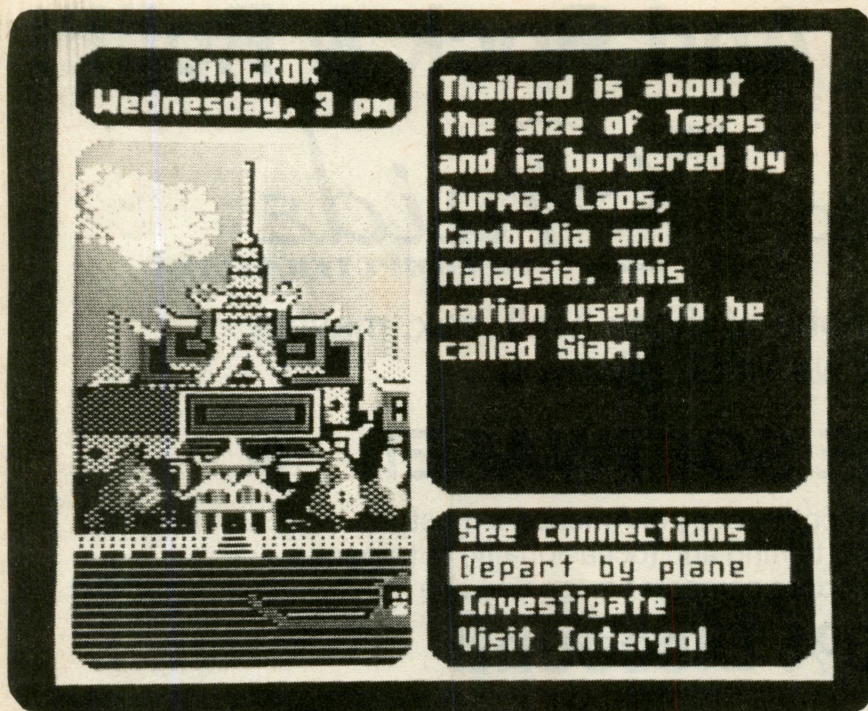 BANGKOK
Wednesday, 3 pm
Thailand is about
the size of Texas
and is bordered by
Burma, Laos,
Cambodia and
Malaysia. This
nation used to be
called Siam.
See connections
Depart by plane
Investigate
Visit Interpol